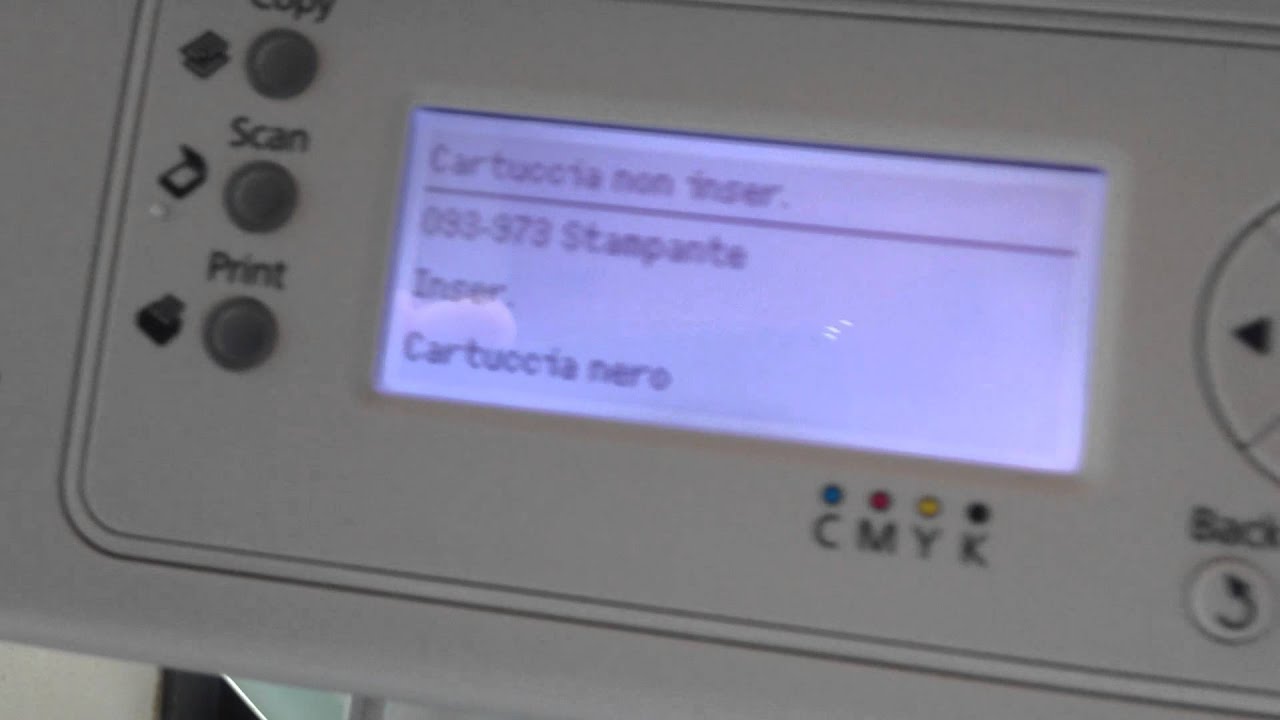 Copy
Scan
Print
Cartuccia non inser.
093-973 Stampante
Inser.
Cartuccia nero
C M Y K
Back